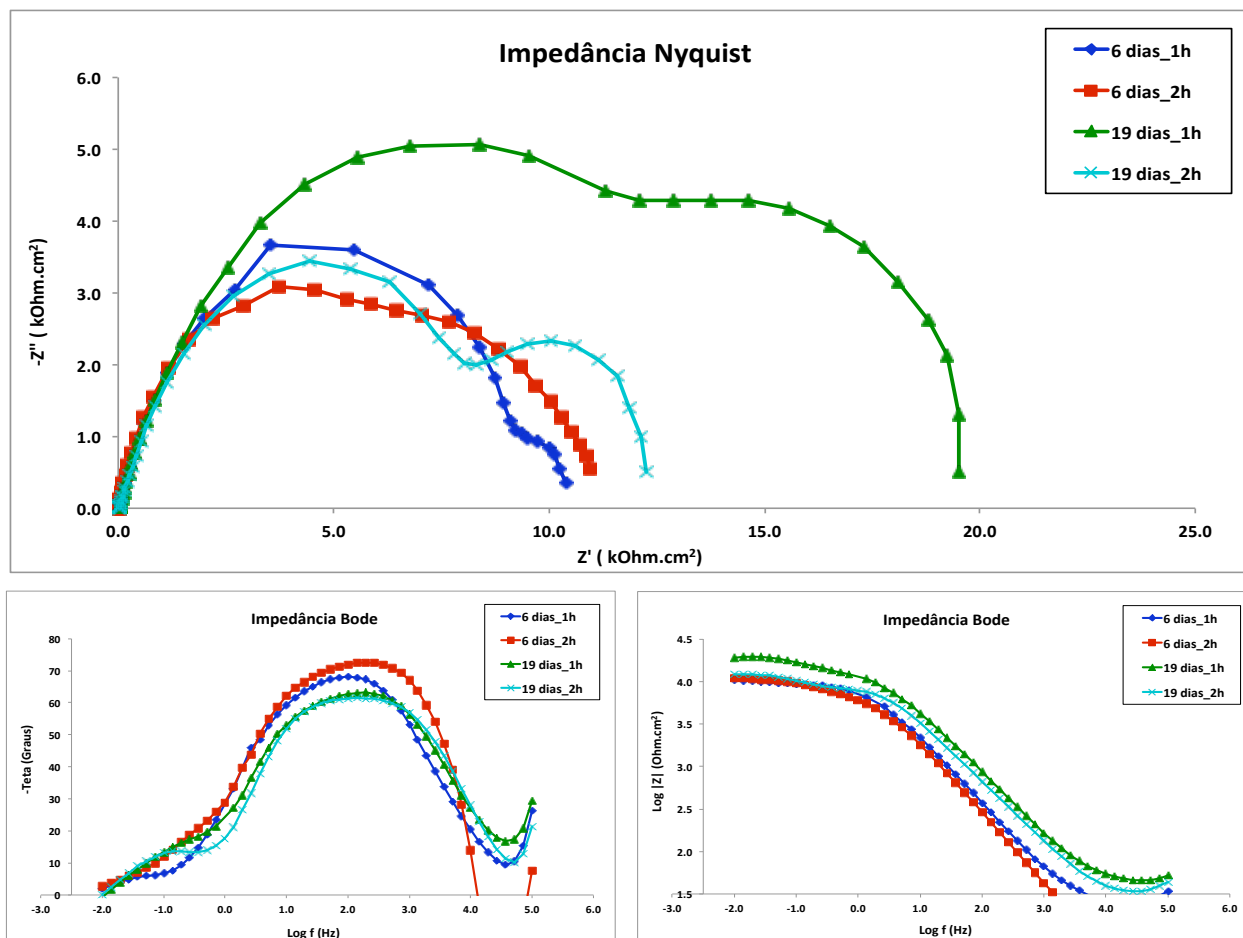 Impedância Nyquist
6 dias_1h
6 dias_2h
19 dias_1h
19 dias_2h
-Z'' ( kOhm.cm²)
6.0
5.0
4.0
3.0
2.0
1.0
0.0
0.0 5.0 10.0 15.0 20.0 25.0
Z' ( kOhm.cm²)
Impedância Bode
6 dias_1h
6 dias_2h
19 dias_1h
19 dias_2h
-Teta (Graus)
80
70
60
50
40
30
20
10
0
-3.0 -2.0 -1.0 0.0 1.0 2.0 3.0 4.0 5.0 6.0
Log f (Hz)
Impedância Bode
6 dias_1h
6 dias_2h
19 dias_1h
19 dias_2h
Log |Z| (Ohm.cm²)
4.5
4.0
3.5
3.0
2.5
2.0
1.5
-3.0 -2.0 -1.0 0.0 1.0 2.0 3.0 4.0 5.0 6.0
Log f (Hz)